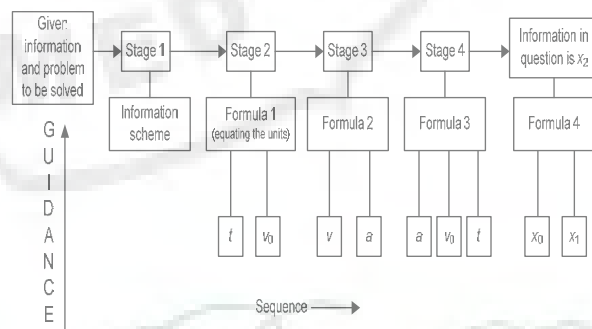 Given
information
and problem
to be solved
Stage 1
Stage 2
Stage 3
Stage 4
Information in
question is x₂
Information
scheme
Formula 1
(equating the units)
Formula 2
Formula 3
Formula 4
G
U
I
D
A
N
C
E
t
v₀
v
a
a
v₀
t
x₀
x₁
Sequence